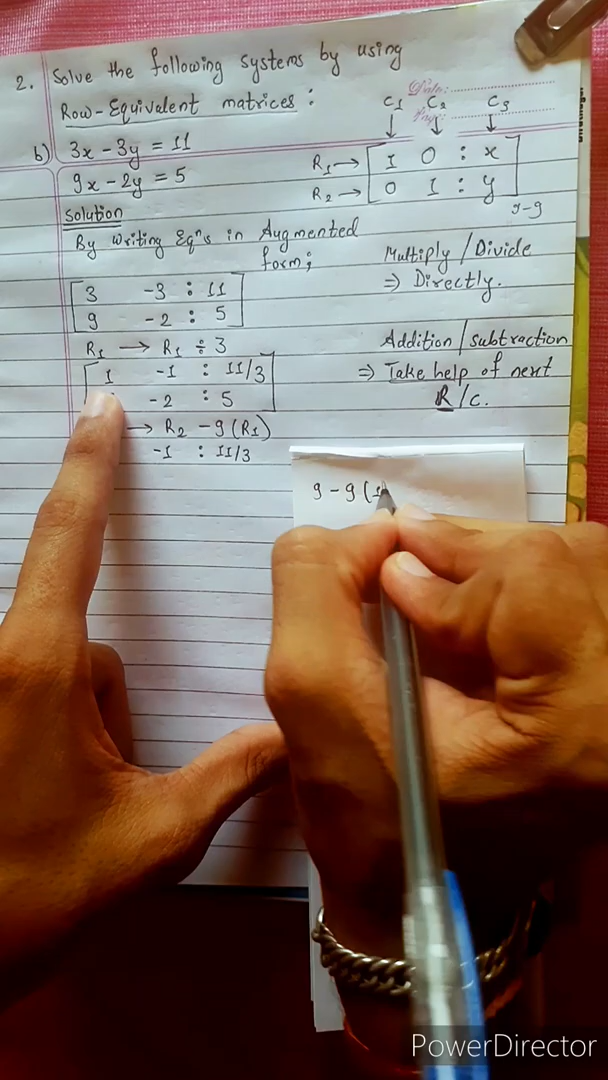 2. Solve the following systems by using
Row-Equivalent matrices :
b) 3x - 3y = 11
9x - 2y = 5
Solution
By Writing Eqns in Augmented
form;
3 -3 : 11
9 -2 : 5
R1 → R1 ÷ 3
1 -1 : 11/3
-2 : 5
→ R2 - 9(R1)
-1 : 11/3
Date:
C1 C2 C3
↓ ↓ ↓
R1 → [ 1 0 : x ]
R2 → [ 0 1 : y ]
9-9
Multiply / Divide
⇒ Directly.
Addition / subtraction
⇒ Take help of next
R/C.
9 - 9 (1
PowerDirector